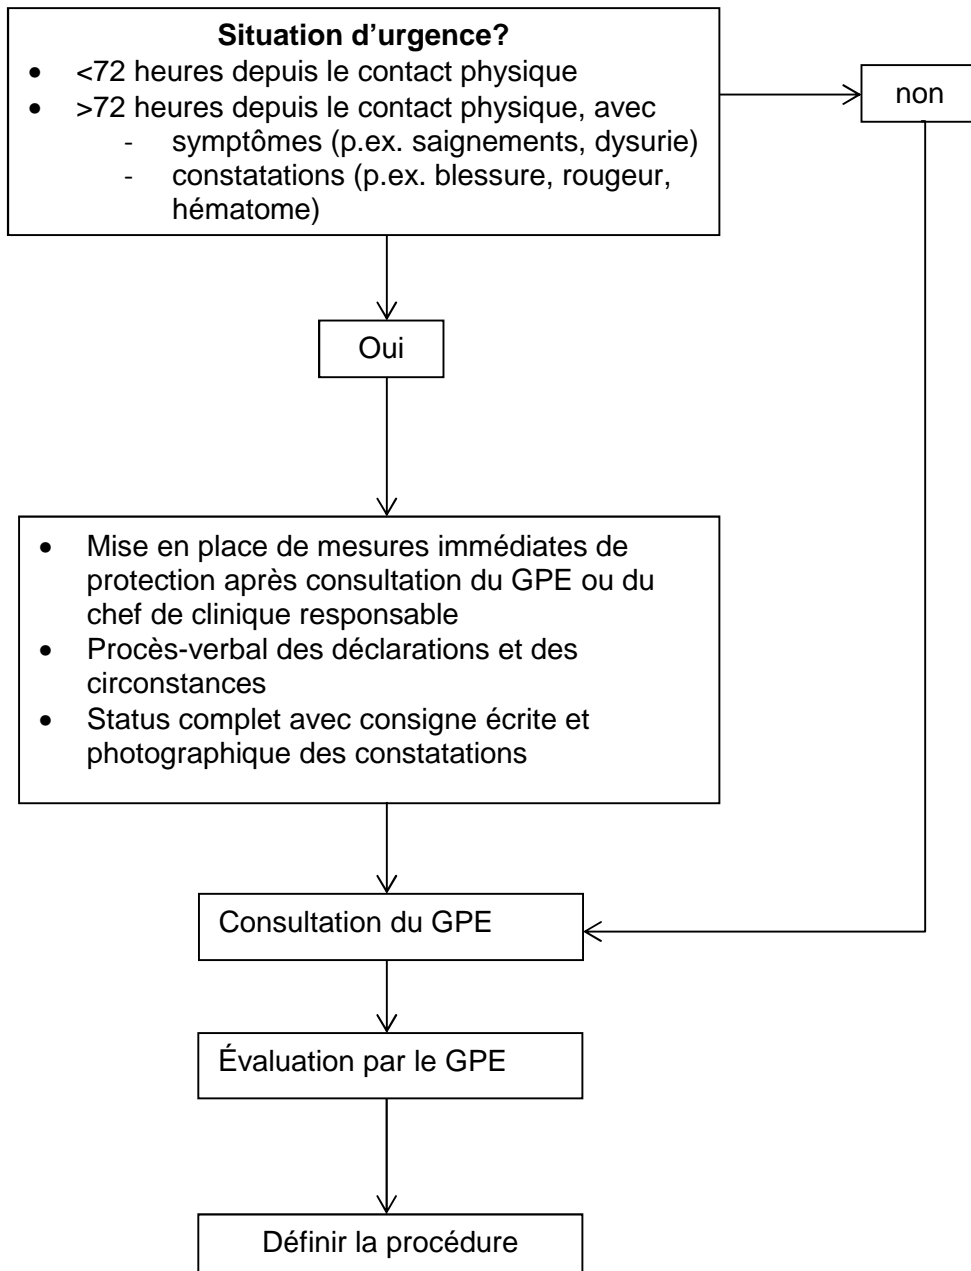 Situation d’urgence?
• <72 heures depuis le contact physique
• >72 heures depuis le contact physique, avec
- symptômes (p.ex. saignements, dysurie)
- constatations (p.ex. blessure, rougeur,
hématome)
non
Oui
• Mise en place de mesures immédiates de
protection après consultation du GPE ou du
chef de clinique responsable
• Procès-verbal des déclarations et des
circonstances
• Status complet avec consigne écrite et
photographique des constatations
Consultation du GPE
Évaluation par le GPE
Définir la procédure